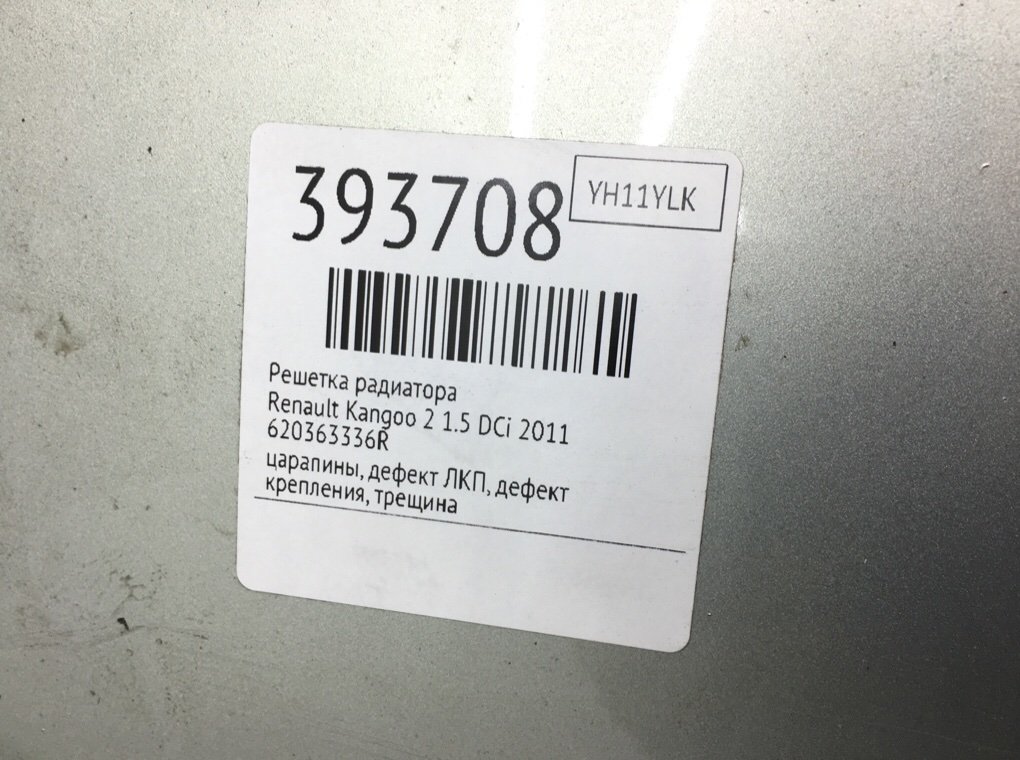 393708
YH11YLK
Решетка радиатора
Renault Kangoo 2 1.5 DCi 2011
620363336R
царапины, дефект ЛКП, дефект
крепления, трещина